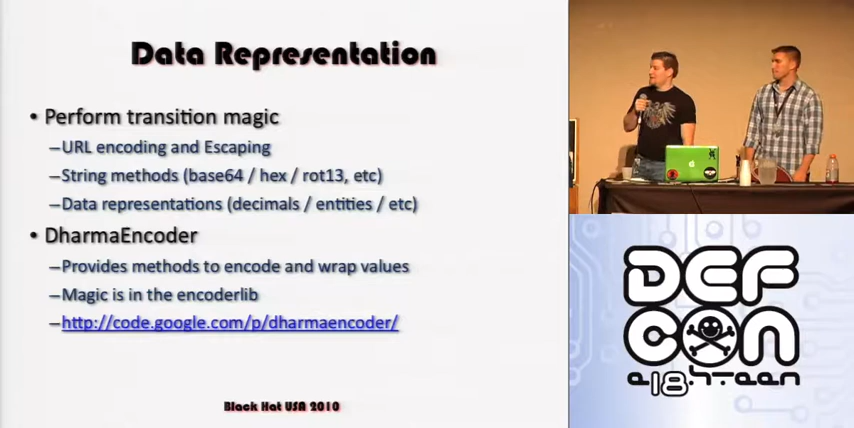 Data Representation
• Perform transition magic
–URL encoding and Escaping
–String methods (base64 / hex / rot13, etc)
–Data representations (decimals / entities / etc)
• DharmaEncoder
–Provides methods to encode and wrap values
–Magic is in the encoderlib
–http://code.google.com/p/dharmaencoder/
Black Hat USA 2010
DEF
CON
e18hteen